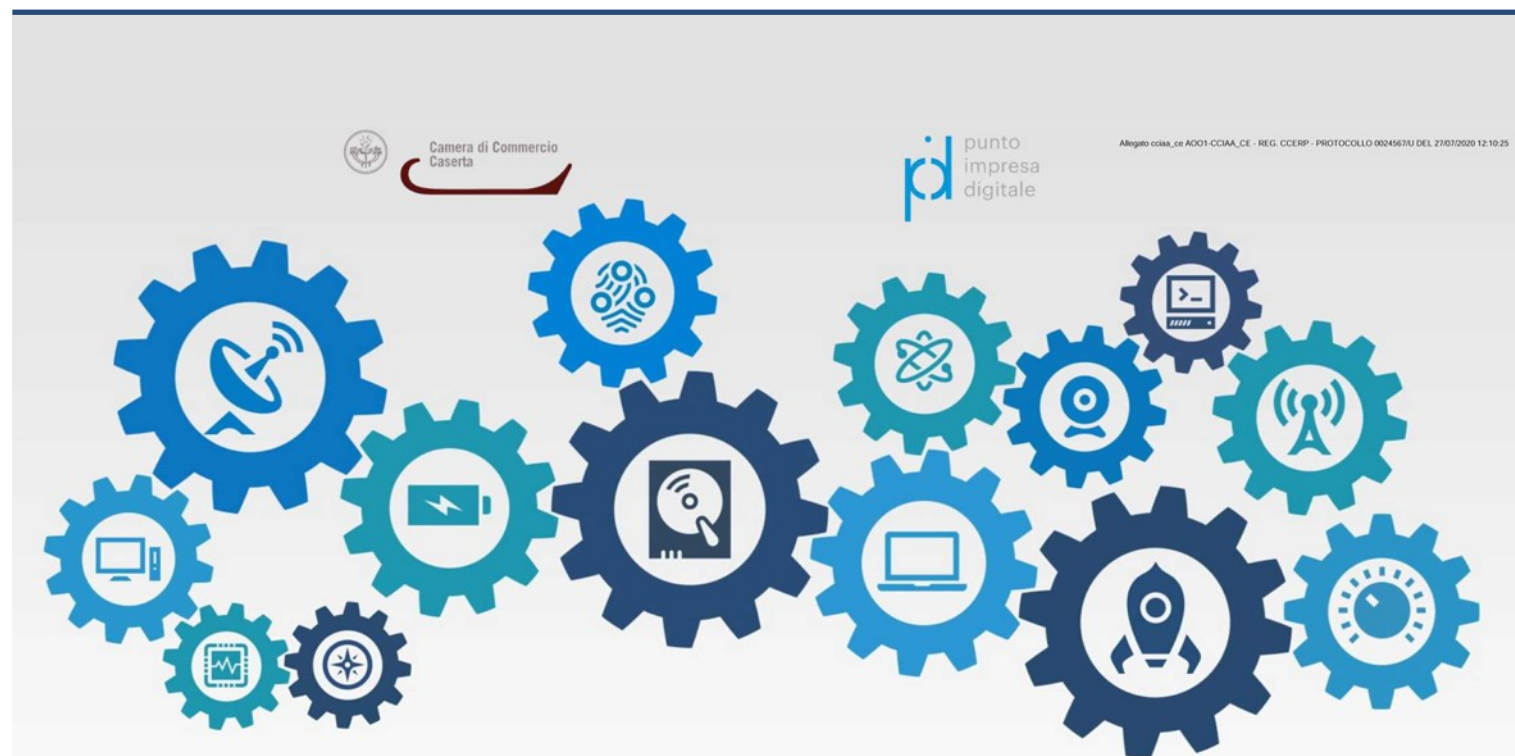 Camera di Commercio
Caserta
punto
impresa
digitale
Allegato cciaa_ce AOO1-CCIAA_CE - REG. CCERP - PROTOCOLLO 0024567/U DEL 27/07/2020 12:10:25